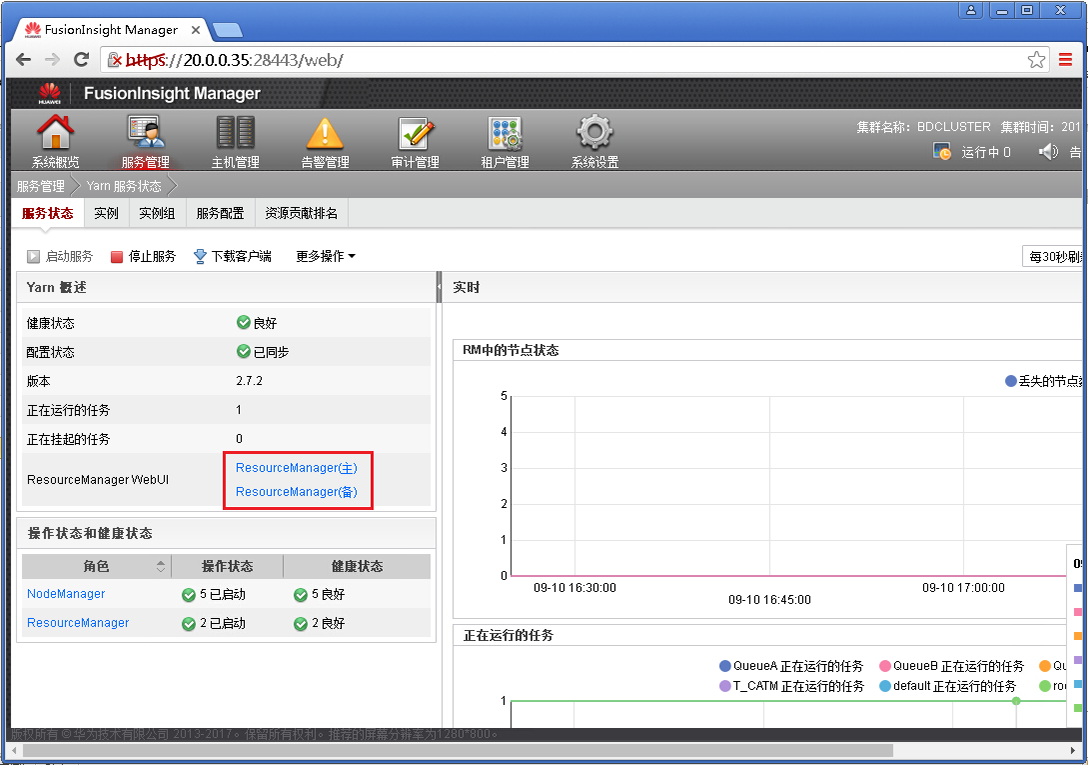 FusionInsight Manager
https://20.0.0.35:28443/web/
HUAWEI
FusionInsight Manager
系统概览 服务管理 主机管理 告警管理 审计管理 租户管理 系统设置
集群名称：BDCLUSTER 集群时间：201
运行中 0 告
服务管理 Yarn 服务状态
服务状态 实例 实例组 服务配置 资源贡献排名
启动服务 停止服务 下载客户端 更多操作
每30秒刷
Yarn 概述
健康状态 良好
配置状态 已同步
版本 2.7.2
正在运行的任务 1
正在挂起的任务 0
ResourceManager WebUI
ResourceManager(主)
ResourceManager(备)
操作状态和健康状态
角色 操作状态 健康状态
NodeManager 5 已启动 5 良好
ResourceManager 2 已启动 2 良好
实时
RM中的节点状态
丢失的节点
5
4
3
2
1
0
09-10 16:30:00
09-10 16:45:00
09-10 17:00:00
正在运行的任务
QueueA 正在运行的任务 QueueB 正在运行的任务
T_CATM 正在运行的任务 default 正在运行的任务
1
版权所有 © 华为技术有限公司 2013-2017。保留所有权利。推荐的屏幕分辨率为1280*800。